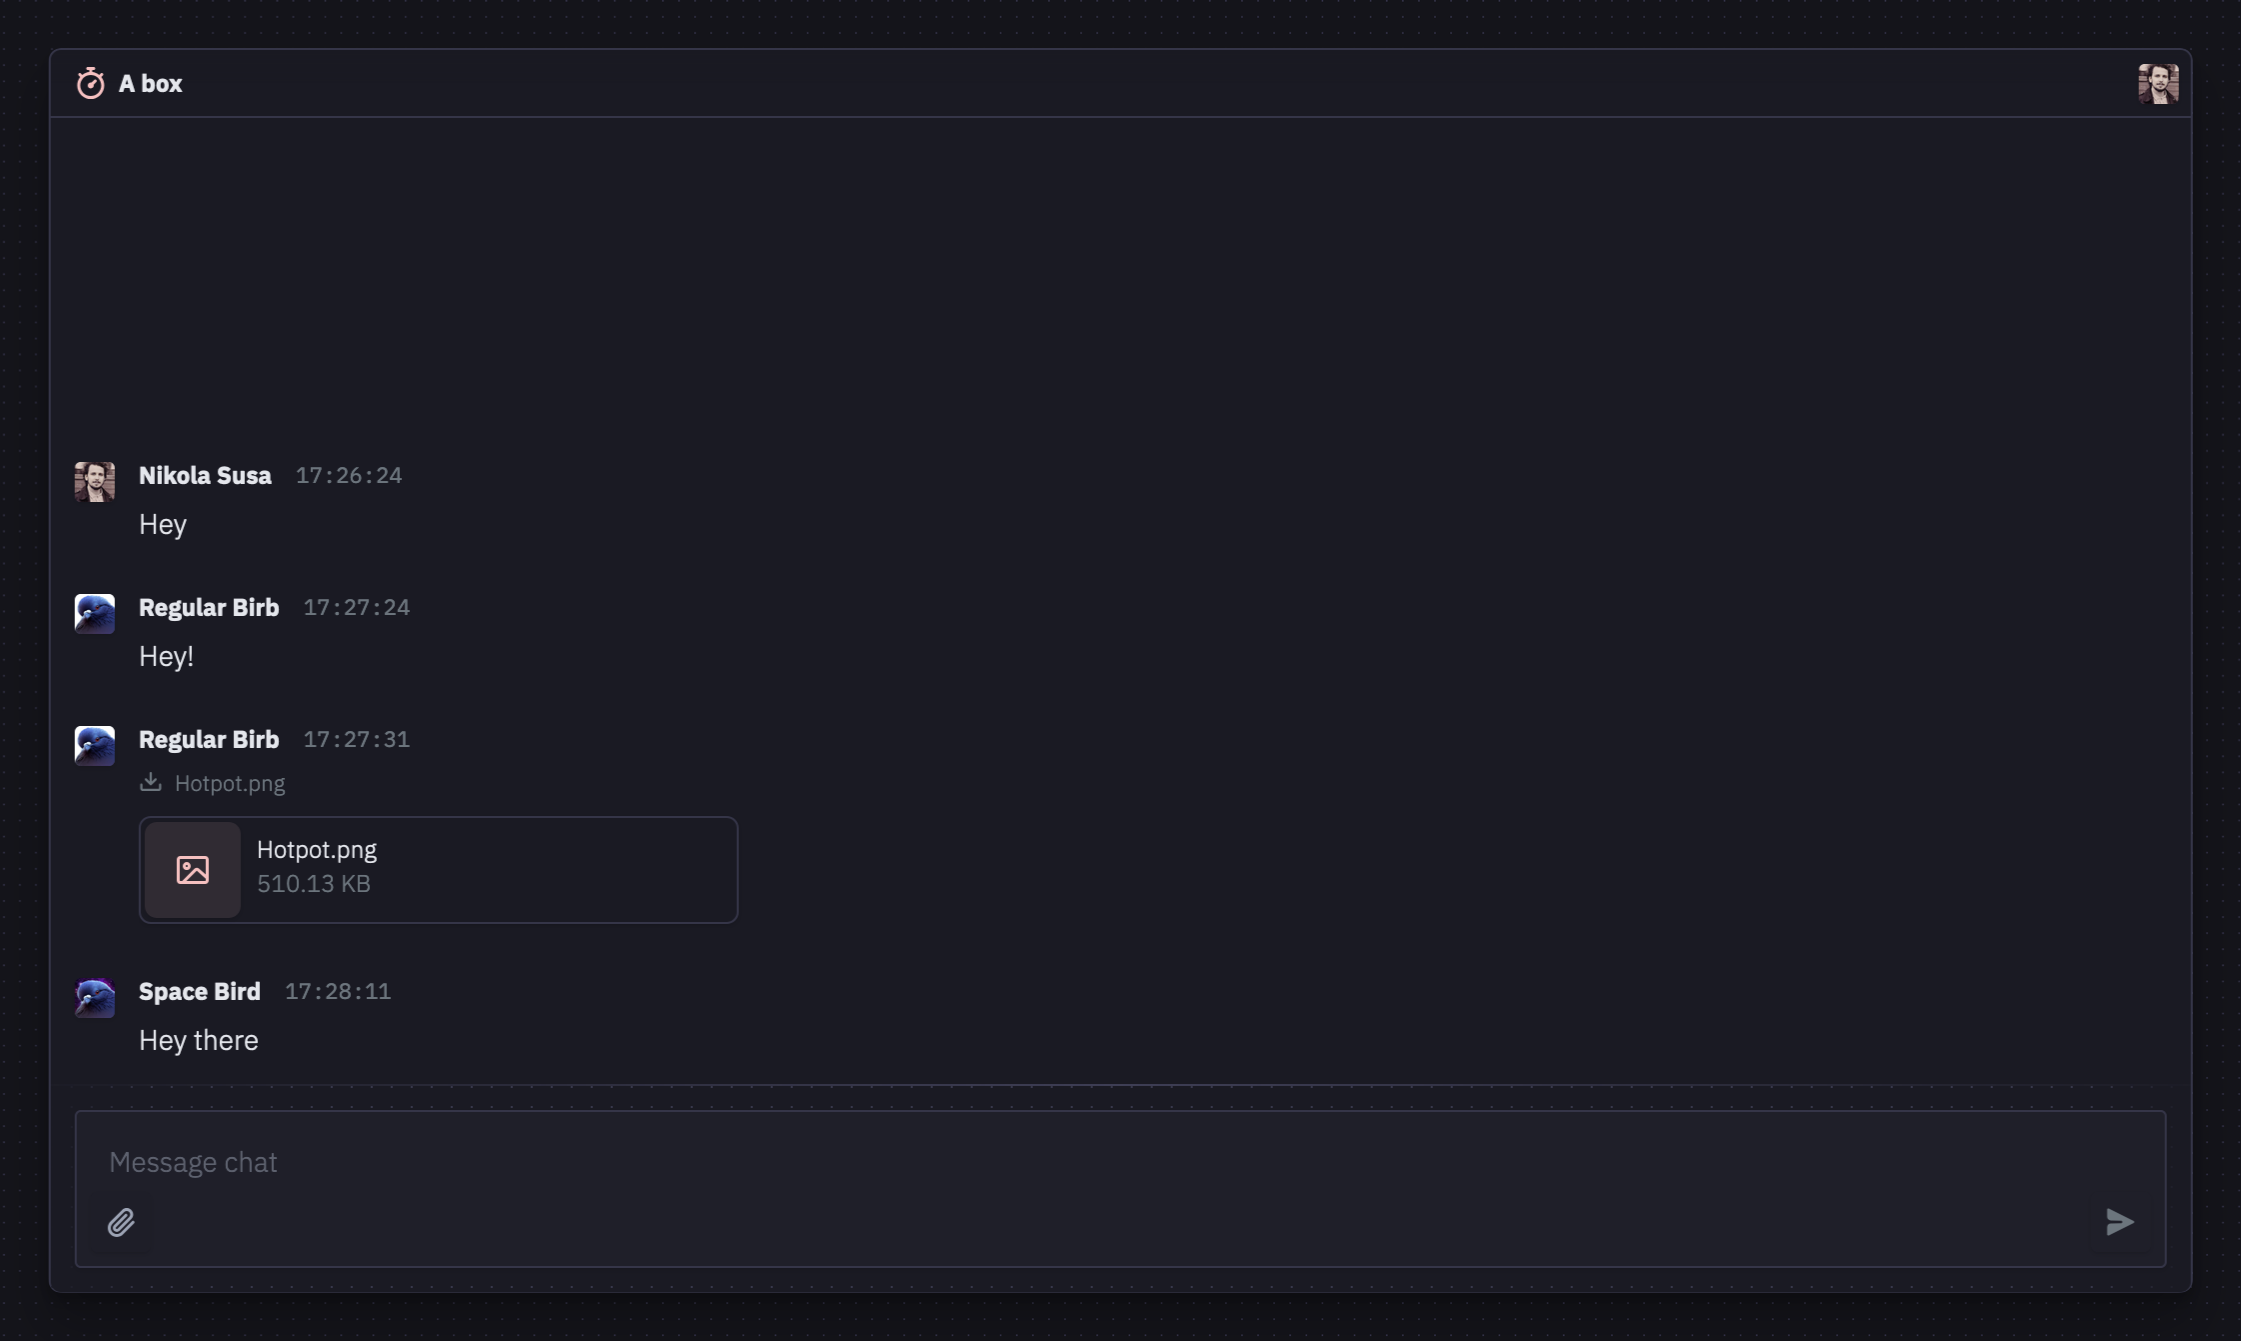 A box
Nikola Susa 17:26:24
Hey
Regular Birb 17:27:24
Hey!
Regular Birb 17:27:31
Hotpot.png
Hotpot.png
510.13 KB
Space Bird 17:28:11
Hey there
Message chat